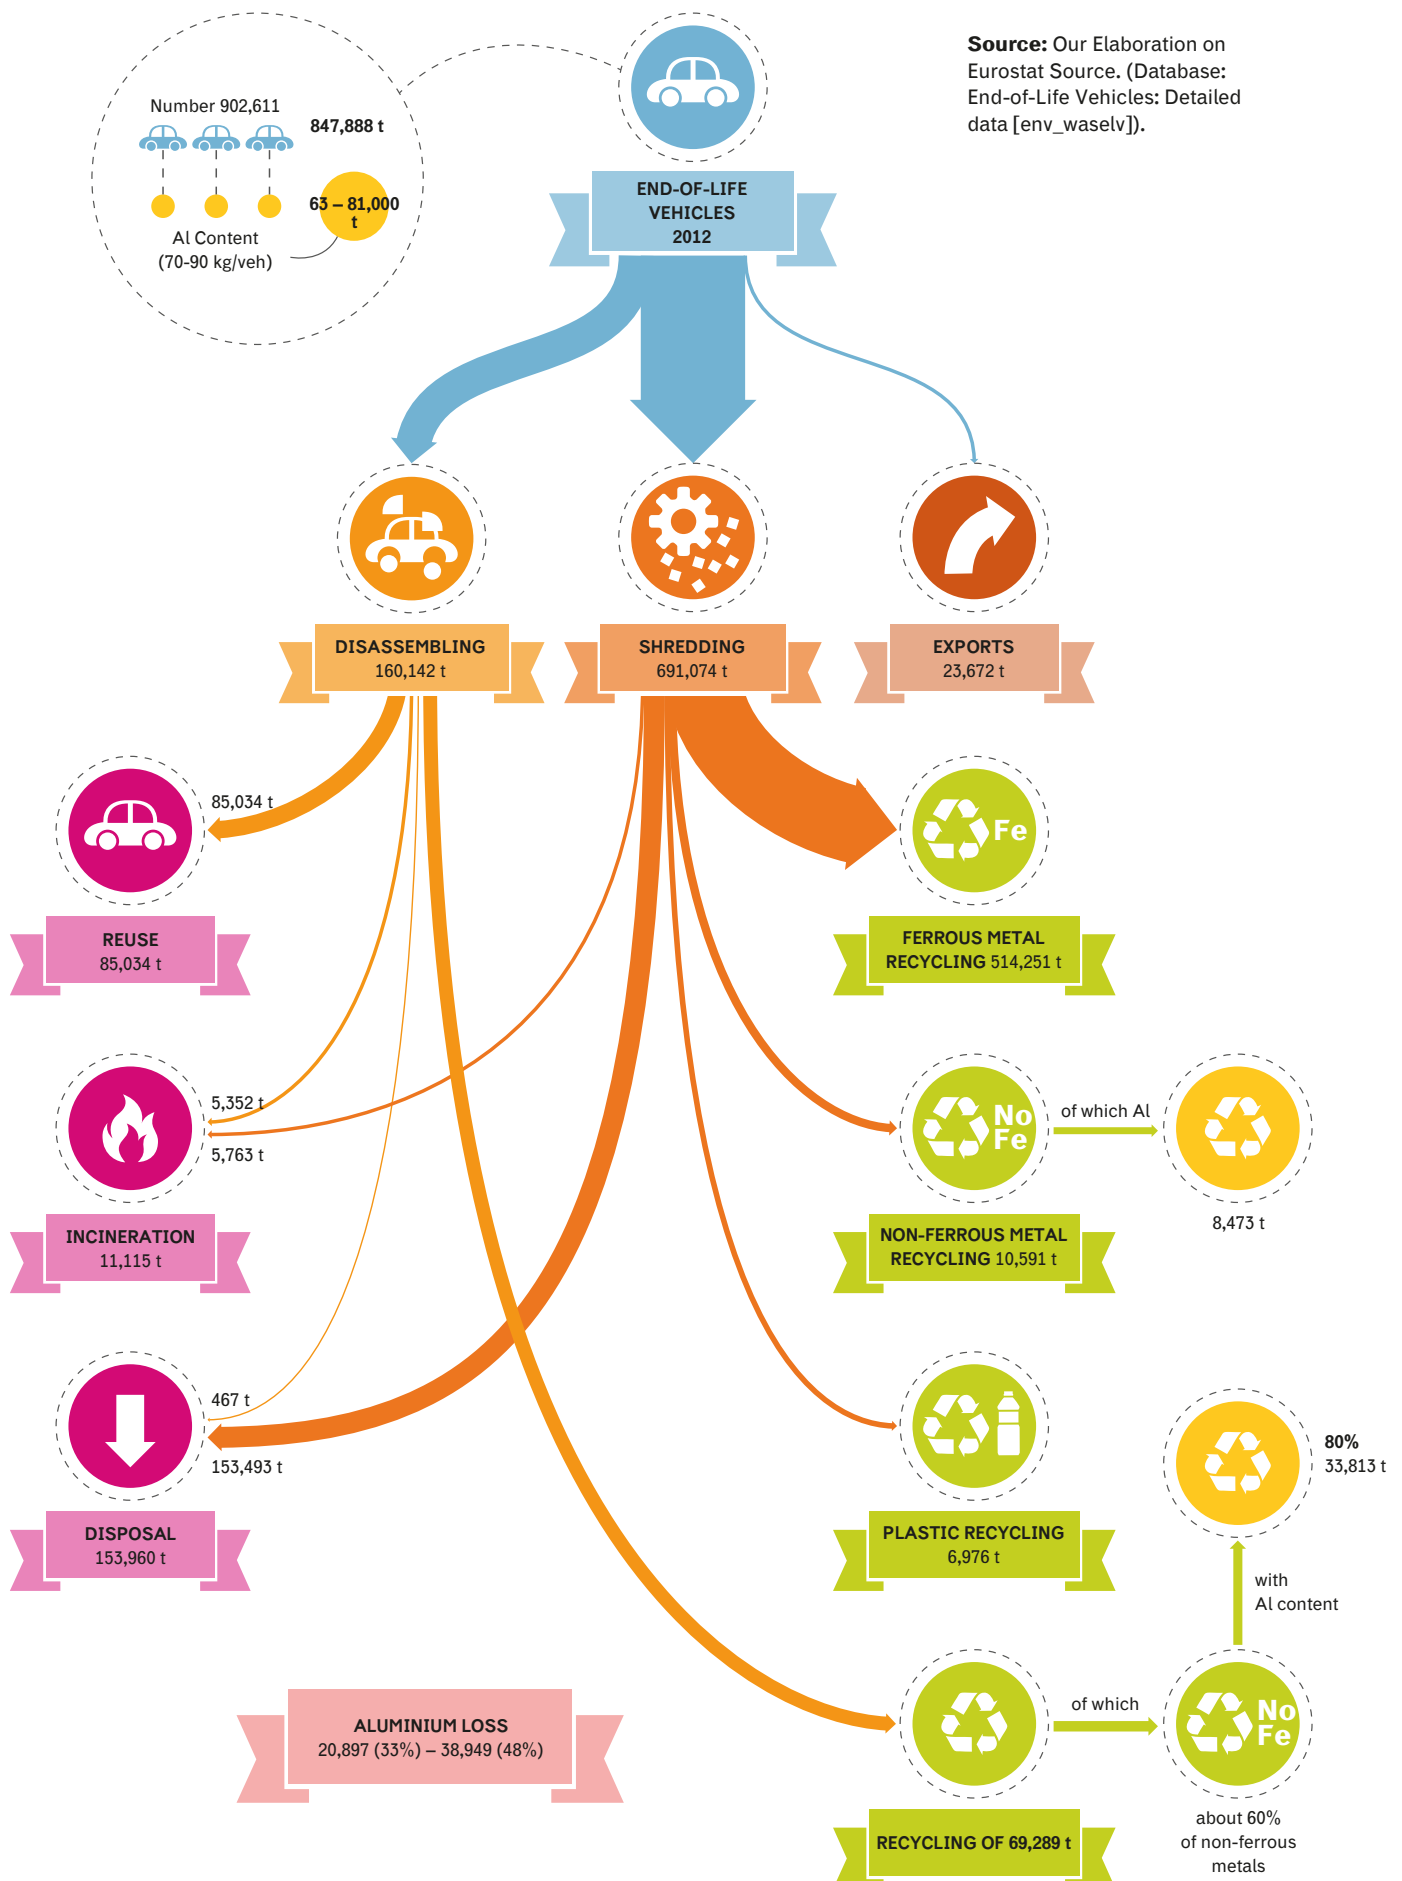 Source: Our Elaboration on
Eurostat Source. (Database:
End-of-Life Vehicles: Detailed
data [env_waselv]).
Number 902,611
847,888 t
63 – 81,000
t
Al Content
(70-90 kg/veh)
END-OF-LIFE
VEHICLES
2012
DISASSEMBLING
160,142 t
SHREDDING
691,074 t
EXPORTS
23,672 t
85,034 t
Fe
REUSE
85,034 t
FERROUS METAL
RECYCLING 514,251 t
5,352 t
5,763 t
No
Fe
of which Al
8,473 t
INCINERATION
11,115 t
NON-FERROUS METAL
RECYCLING 10,591 t
467 t
153,493 t
80%
33,813 t
DISPOSAL
153,960 t
PLASTIC RECYCLING
6,976 t
with
Al content
of which
No
Fe
ALUMINIUM LOSS
20,897 (33%) – 38,949 (48%)
RECYCLING OF 69,289 t
about 60%
of non-ferrous
metals